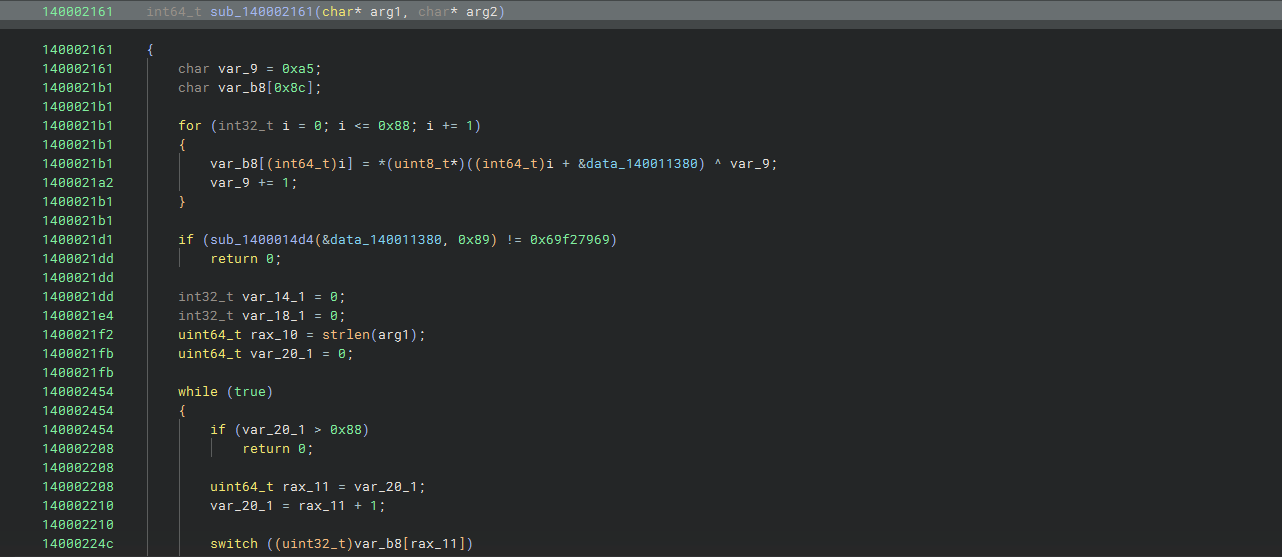 140002161 int64_t sub_140002161(char* arg1, char* arg2)
140002161 {
140002161 char var_9 = 0xa5;
1400021b1 char var_b8[0x8c];
1400021b1
1400021b1 for (int32_t i = 0; i <= 0x88; i += 1)
1400021b1 {
1400021b1 var_b8[(int64_t)i] = *(uint8_t*)((int64_t)i + &data_140011380) ^ var_9;
1400021a2 var_9 += 1;
1400021b1 }
1400021b1
1400021d1 if (sub_1400014d4(&data_140011380, 0x89) != 0x69f27969)
1400021dd return 0;
1400021dd
1400021dd int32_t var_14_1 = 0;
1400021e4 int32_t var_18_1 = 0;
1400021f2 uint64_t rax_10 = strlen(arg1);
1400021fb uint64_t var_20_1 = 0;
1400021fb
140002454 while (true)
140002454 {
140002454 if (var_20_1 > 0x88)
140002208 return 0;
140002208
140002208 uint64_t rax_11 = var_20_1;
140002210 var_20_1 = rax_11 + 1;
140002210
14000224c switch ((uint32_t)var_b8[rax_11])